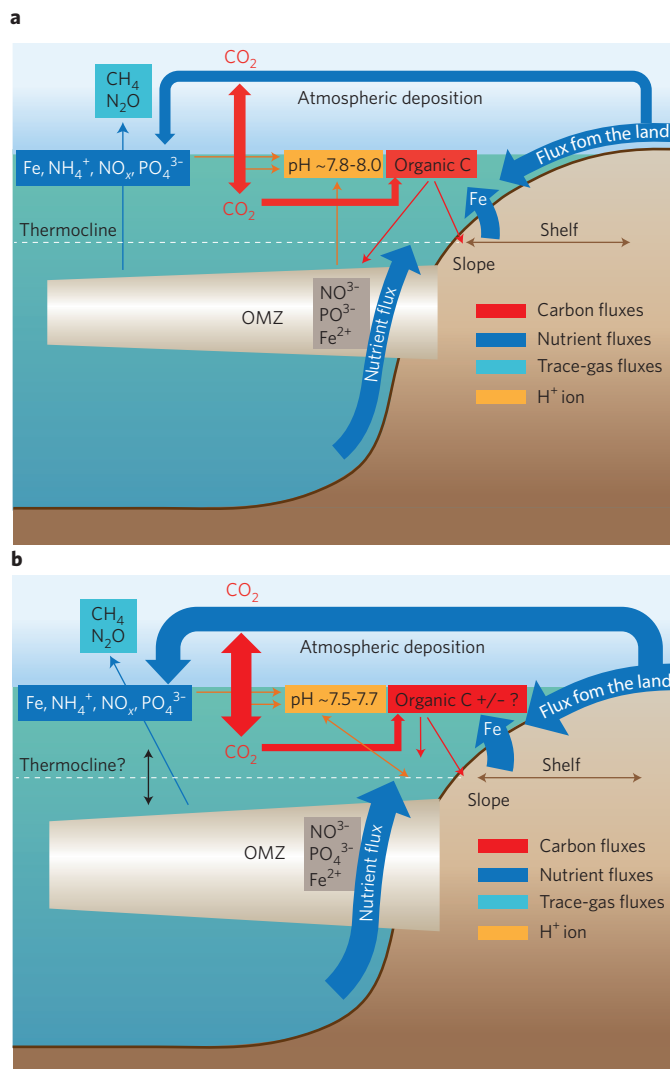 a
CO₂
CH₄
N₂O
Atmospheric deposition
Flux fom the land
Fe, NH₄⁺, NOₓ, PO₄³⁻
pH ~7.8-8.0
Organic C
Fe
CO₂
Thermocline
Shelf
Slope
NO³⁻
PO³⁻
Fe²⁺
OMZ
Nutrient flux
Carbon fluxes
Nutrient fluxes
Trace-gas fluxes
H⁺ ion
b
CO₂
CH₄
N₂O
Atmospheric deposition
Flux fom the land
Fe, NH₄⁺, NOₓ, PO₄³⁻
pH ~7.5-7.7
Organic C +/– ?
Fe
CO₂
Thermocline?
Shelf
Slope
NO³⁻
PO₄³⁻
Fe²⁺
OMZ
Nutrient flux
Carbon fluxes
Nutrient fluxes
Trace-gas fluxes
H⁺ ion